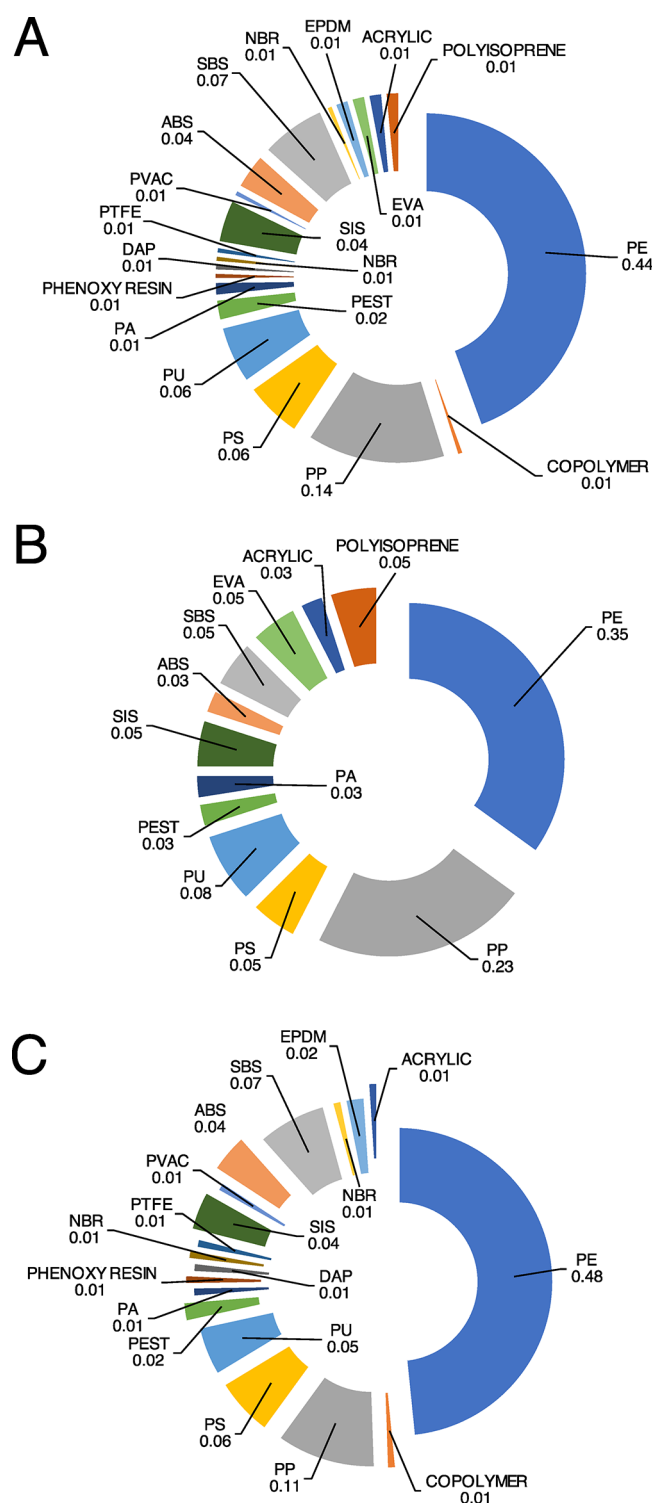 A
NBR
0.01
EPDM
0.01
ACRYLIC
0.01
POLYISOPRENE
0.01
SBS
0.07
ABS
0.04
PVAC
0.01
PTFE
0.01
DAP
0.01
PHENOXY RESIN
0.01
PA
0.01
PU
0.06
PS
0.06
PP
0.14
SIS
0.04
NBR
0.01
PEST
0.02
EVA
0.01
PE
0.44
COPOLYMER
0.01
B
POLYISOPRENE
0.05
ACRYLIC
0.03
EVA
0.05
SBS
0.05
ABS
0.03
SIS
0.05
PA
0.03
PEST
0.03
PU
0.08
PS
0.05
PP
0.23
PE
0.35
C
EPDM
0.02
ACRYLIC
0.01
SBS
0.07
ABS
0.04
PVAC
0.01
PTFE
0.01
NBR
0.01
PHENOXY RESIN
0.01
PA
0.01
PEST
0.02
NBR
0.01
SIS
0.04
DAP
0.01
PU
0.05
PS
0.06
PP
0.11
PE
0.48
COPOLYMER
0.01